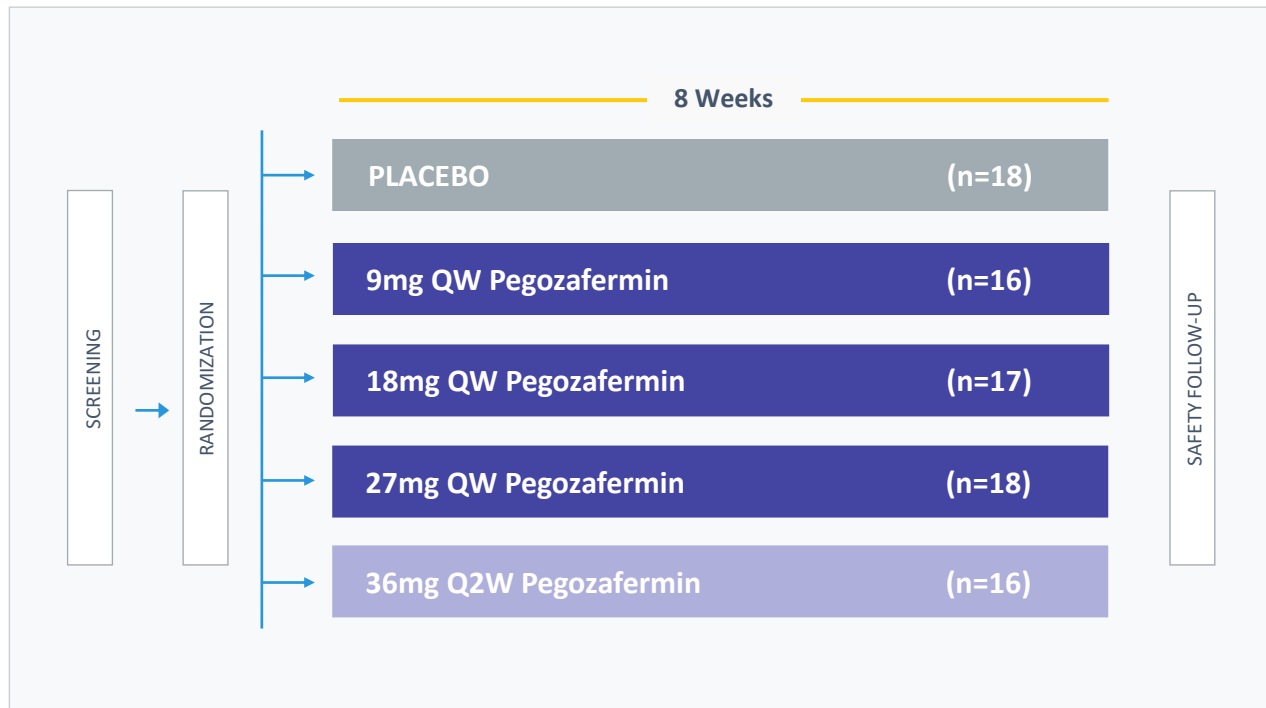 8 Weeks
SCREENING
RANDOMIZATION
PLACEBO (n=18)
9mg QW Pegozafermin (n=16)
18mg QW Pegozafermin (n=17)
27mg QW Pegozafermin (n=18)
36mg Q2W Pegozafermin (n=16)
SAFETY FOLLOW-UP